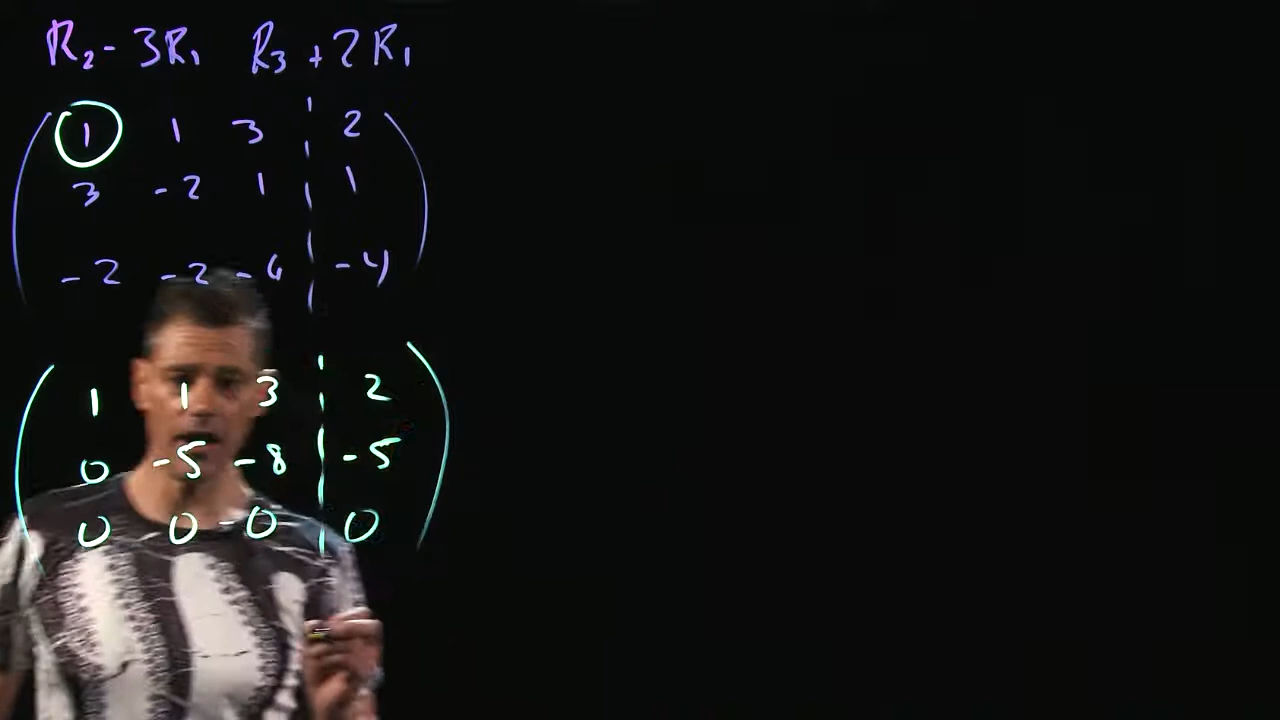 R₂ - 3R₁ R₃ + 2R₁
1 1 3 2
3 -2 1 1
-2 -2 -6 -4
1 1 3 2
0 -5 -8 -5
0 0 0 0